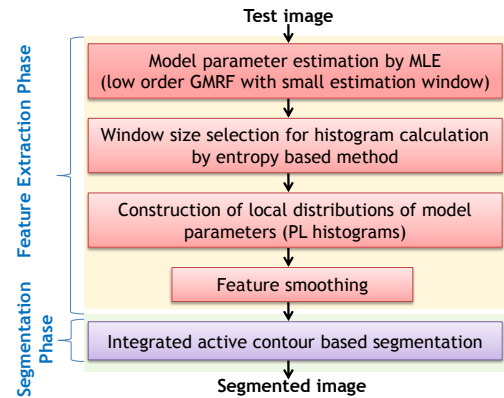 Test image
Feature Extraction Phase
Model parameter estimation by MLE
(low order GMRF with small estimation window)
Window size selection for histogram calculation
by entropy based method
Construction of local distributions of model
parameters (PL histograms)
Feature smoothing
Segmentation
Phase
Integrated active contour based segmentation
Segmented image